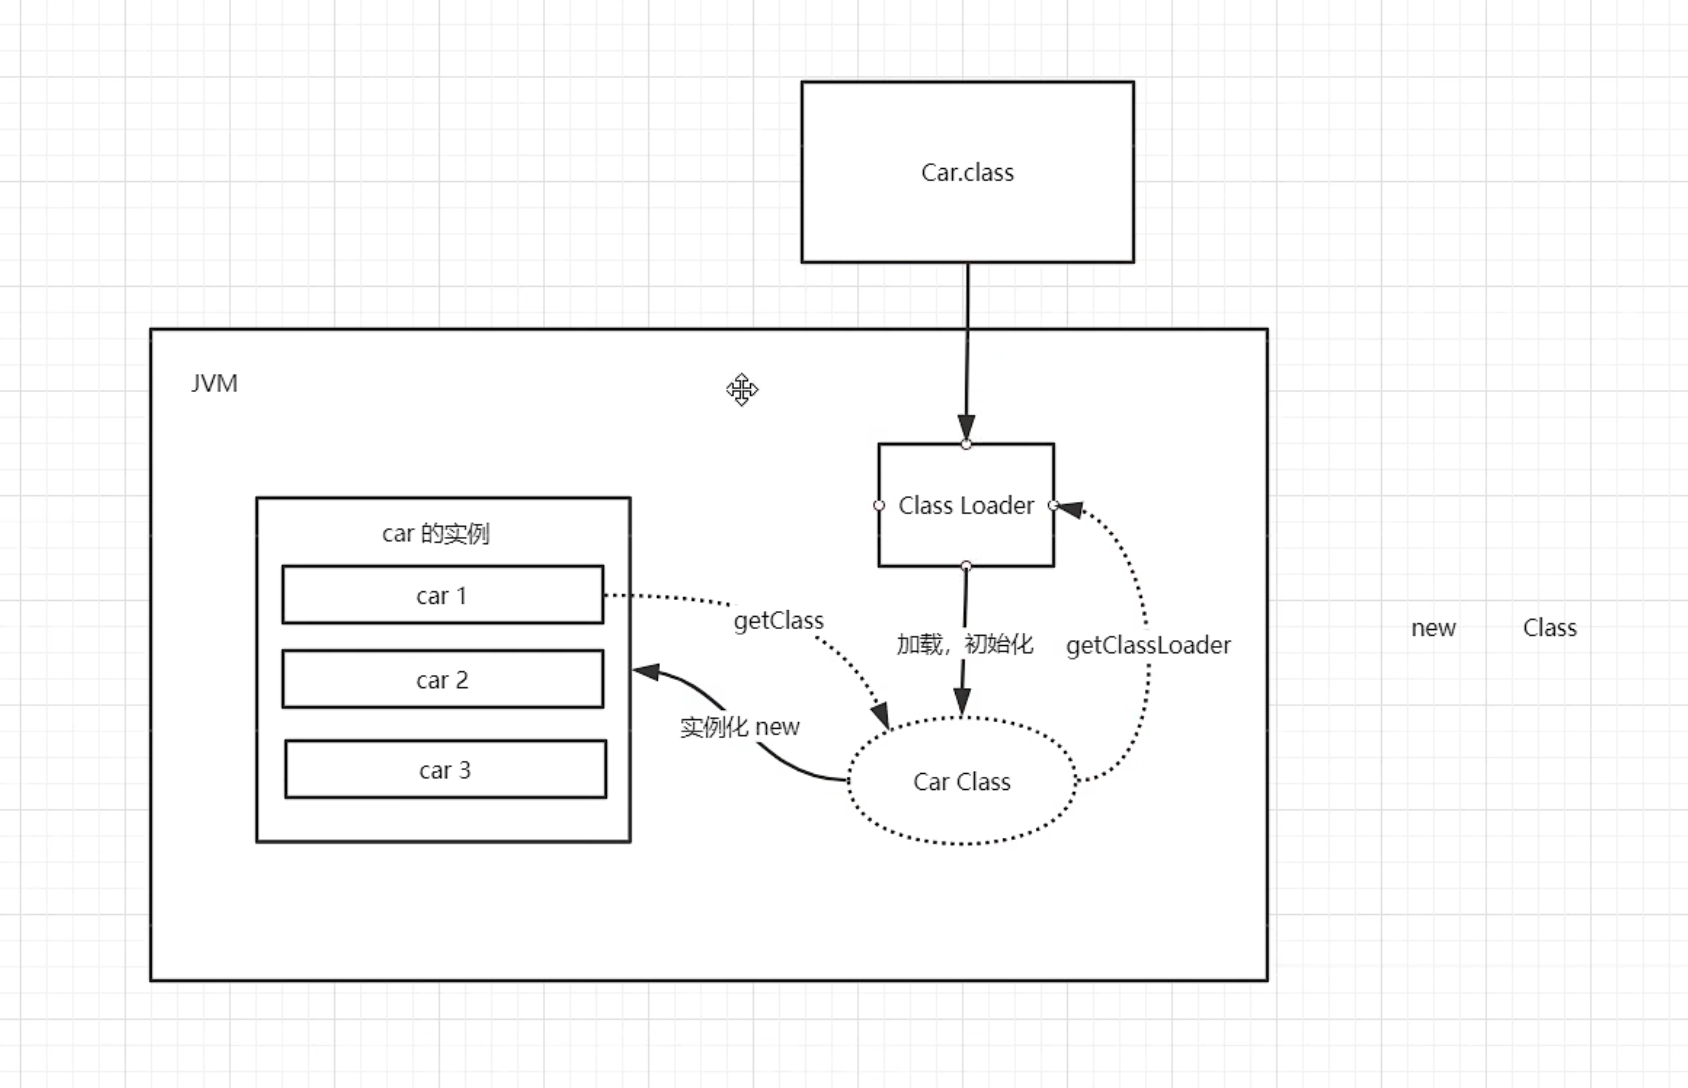 Car.class
JVM
Class Loader
car 的实例
car 1
getClass
加载，初始化
getClassLoader
new
Class
car 2
实例化 new
car 3
Car Class